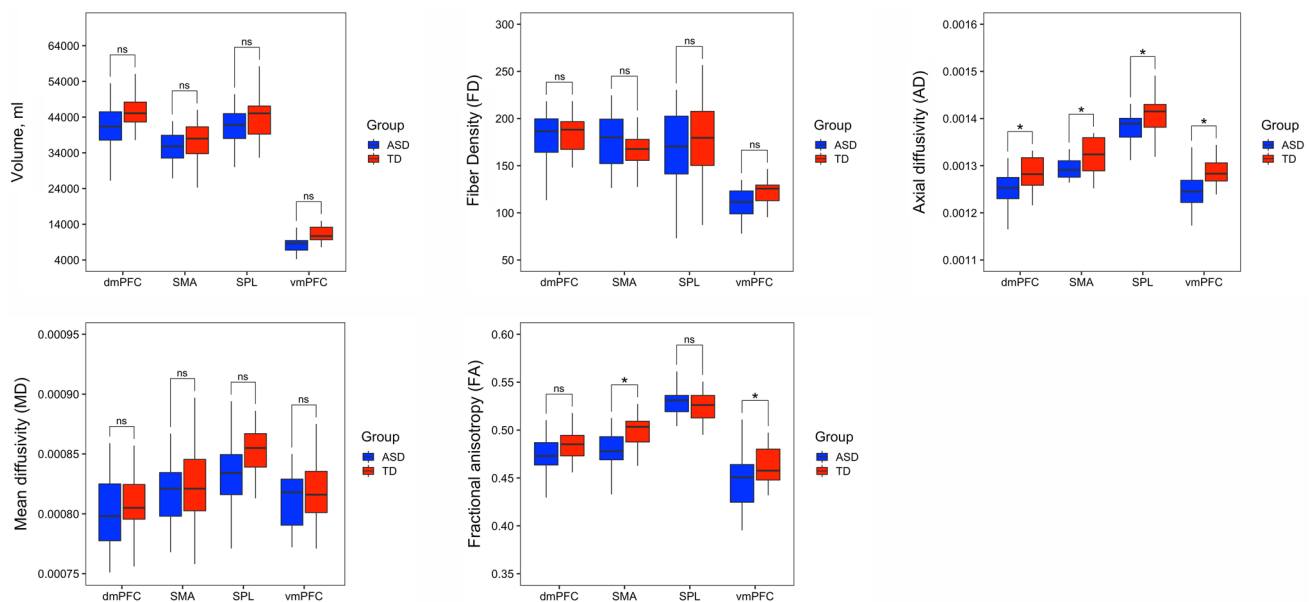 Volume, ml
64000
44000
34000
24000
14000
4000
ns
ns
ns
ns
dmPFC SMA SPL vmPFC
Group
ASD
TD
Fiber Density (FD)
300
250
200
150
100
50
ns
ns
ns
ns
dmPFC SMA SPL vmPFC
Group
ASD
TD
Axial diffusivity (AD)
0.0016
0.0015
0.0014
0.0013
0.0012
0.0011
*
*
*
*
dmPFC SMA SPL vmPFC
Group
ASD
TD
Mean diffusivity (MD)
0.00095
0.00090
0.00085
0.00080
0.00075
ns
ns
ns
ns
dmPFC SMA SPL vmPFC
Group
ASD
TD
Fractional anisotropy (FA)
0.60
0.55
0.50
0.45
0.40
0.35
ns
*
ns
*
dmPFC SMA SPL vmPFC
Group
ASD
TD